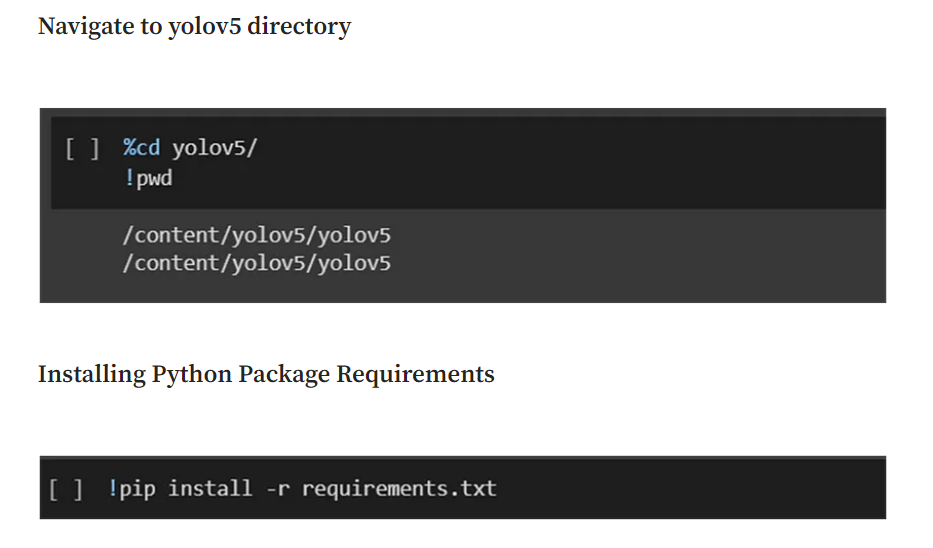 Navigate to yolov5 directory
[ ] %cd yolov5/
!pwd
/content/yolov5/yolov5
/content/yolov5/yolov5
Installing Python Package Requirements
[ ] !pip install -r requirements.txt